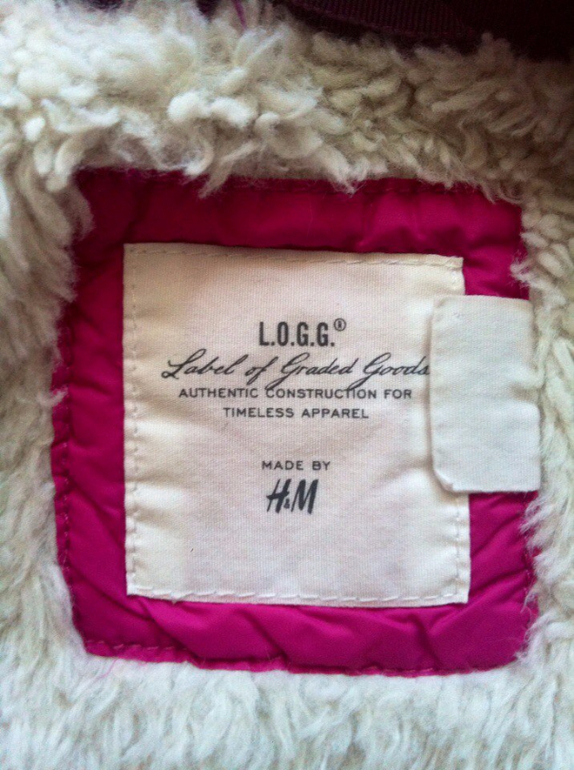 L.O.G.G.®
Label of Graded Goods
AUTHENTIC CONSTRUCTION FOR
TIMELESS APPAREL
MADE BY
H&M